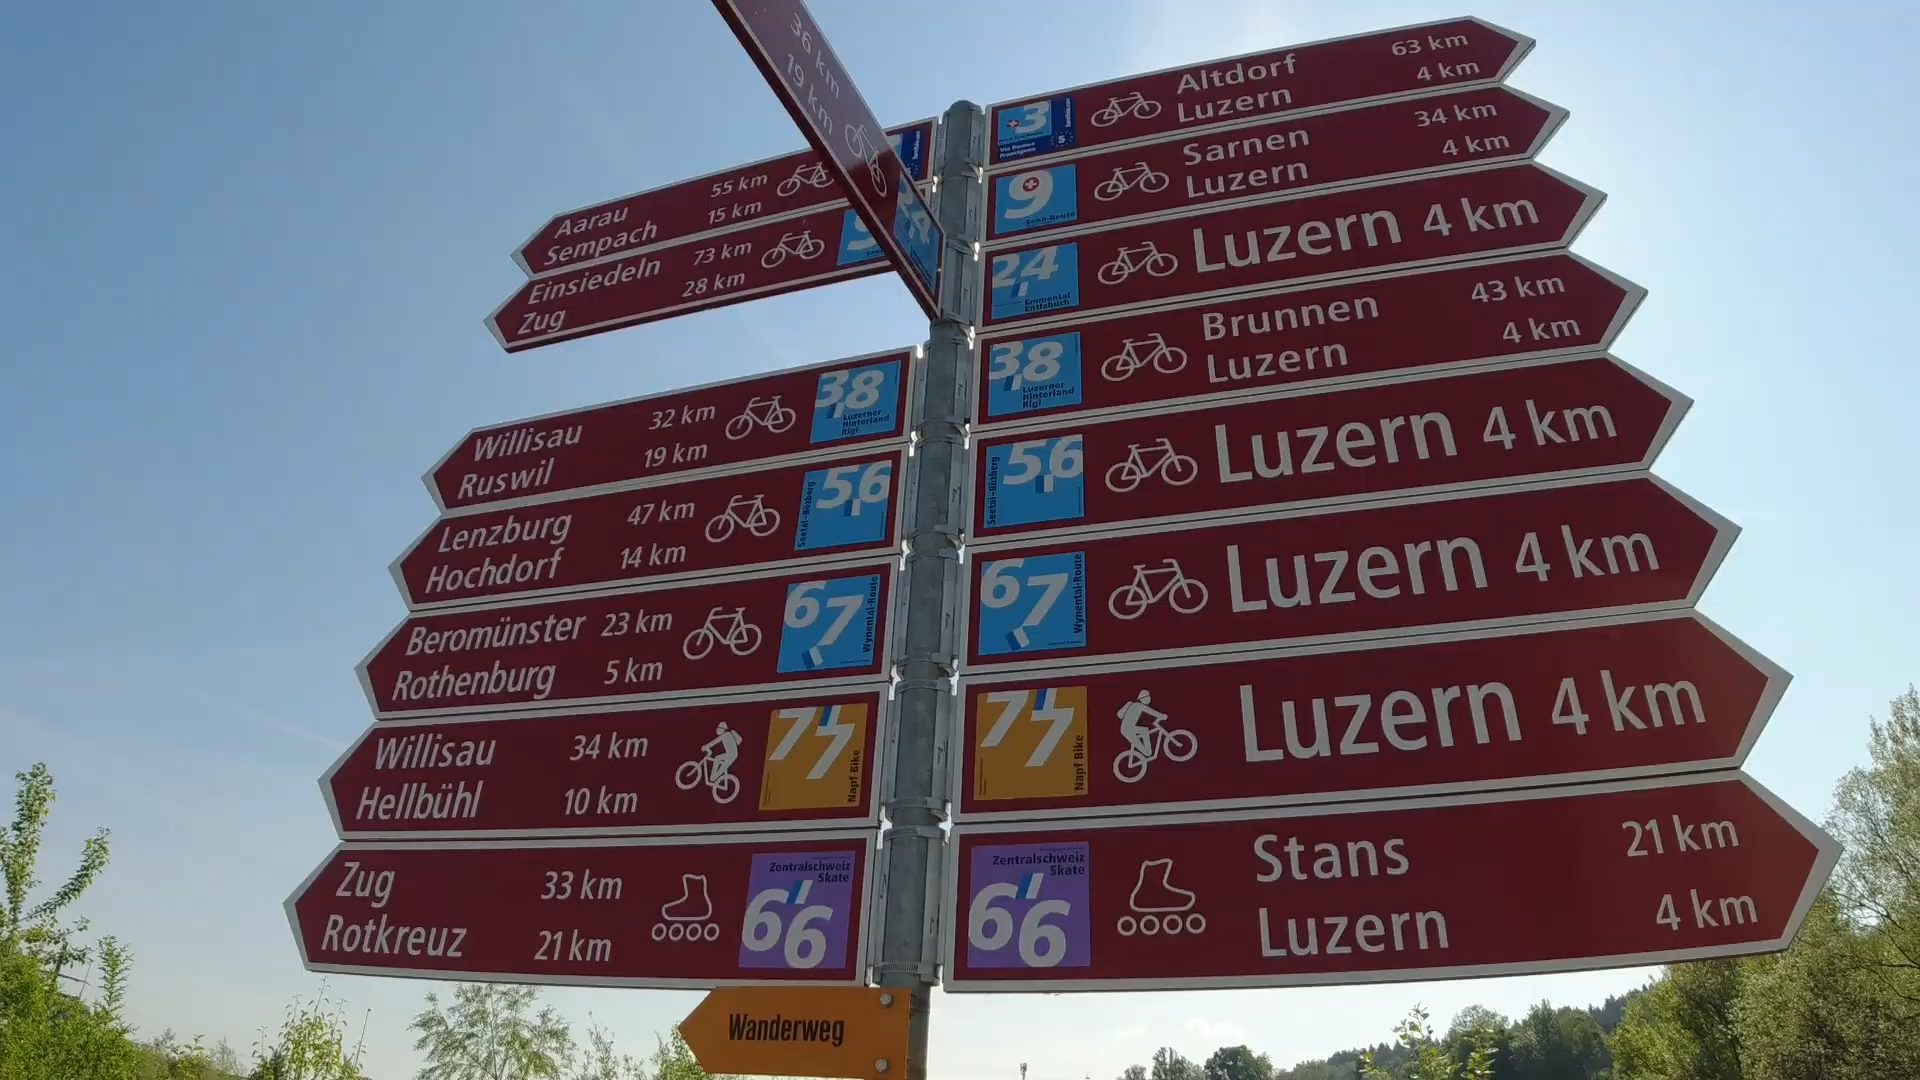 36 km
19 km
24
Aarau 55 km
Sempach 15 km
Einsiedeln 73 km 9
Zug 28 km
Willisau 32 km 38
Ruswil 19 km
Luzerner
Hinterland
Rigi
Lenzburg 47 km 56
Hochdorf 14 km
Seetal-Bözberg
Beromünster 23 km 67
Rothenburg 5 km
Wynental-Route
Willisau 34 km 77
Hellbühl 10 km
Napf Bike
Zug 33 km
Rotkreuz 21 km
Zentralschweiz
Skate
66
Wanderweg
3 Altdorf 63 km
Luzern 4 km
Via Romea
Francigena
5
9 Sarnen 34 km
Luzern 4 km
Seen-Route
24 Luzern 4 km
Emmental
Entlebuch
38 Brunnen 43 km
Luzern 4 km
Luzerner
Hinterland
Rigi
56 Luzern 4 km
Seetal-Bözberg
67 Luzern 4 km
Wynental-Route
77 Luzern 4 km
Napf Bike
Stans 21 km
Luzern 4 km
Zentralschweiz
Skate
66